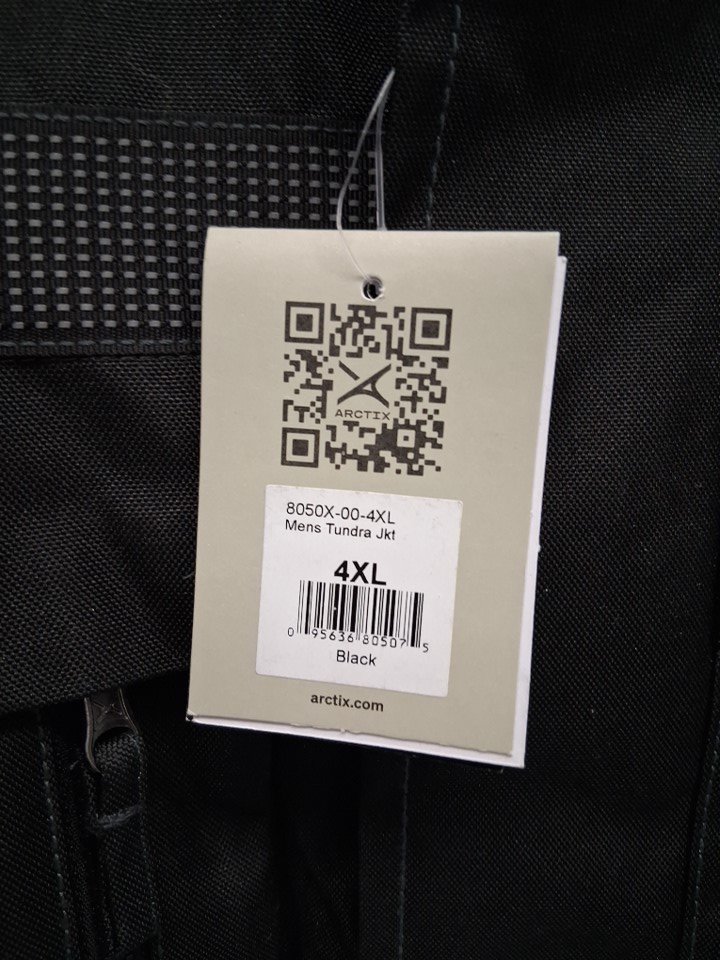 ARCTIX
8050X-00-4XL
Mens Tundra Jkt
4XL
0 95636 80507 5
Black
arctix.com